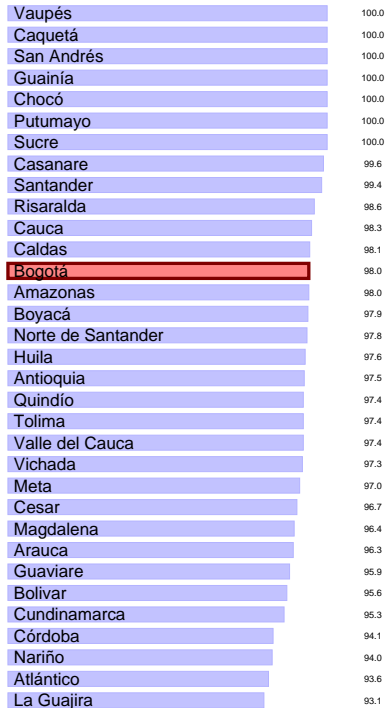 Vaupés 100.0
Caquetá 100.0
San Andrés 100.0
Guainía 100.0
Chocó 100.0
Putumayo 100.0
Sucre 100.0
Casanare 99.6
Santander 99.4
Risaralda 98.6
Cauca 98.3
Caldas 98.1
Bogotá 98.0
Amazonas 98.0
Boyacá 97.9
Norte de Santander 97.8
Huila 97.6
Antioquia 97.5
Quindío 97.4
Tolima 97.4
Valle del Cauca 97.4
Vichada 97.3
Meta 97.0
Cesar 96.7
Magdalena 96.4
Arauca 96.3
Guaviare 95.9
Bolivar 95.6
Cundinamarca 95.3
Córdoba 94.1
Nariño 94.0
Atlántico 93.6
La Guajira 93.1